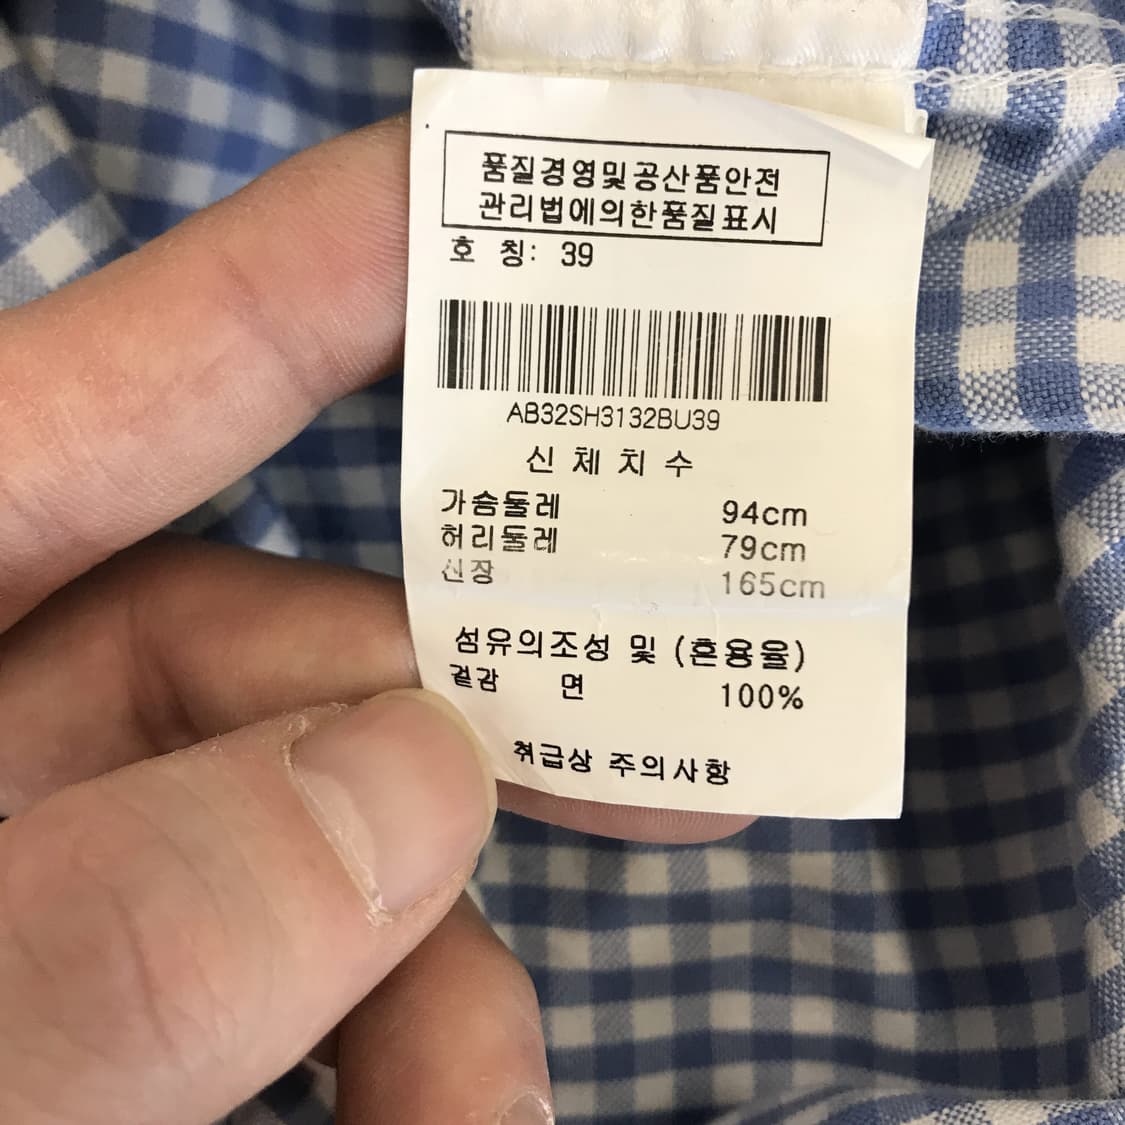 품질경영및공산품안전
관리법에의한품질표시
호 칭: 39
AB32SH3132BU39
신 체 치 수
가슴둘레 94cm
허리둘레 79cm
신장 165cm
섬유의조성 및 (혼용율)
겉감 면 100%
취급상 주의사항